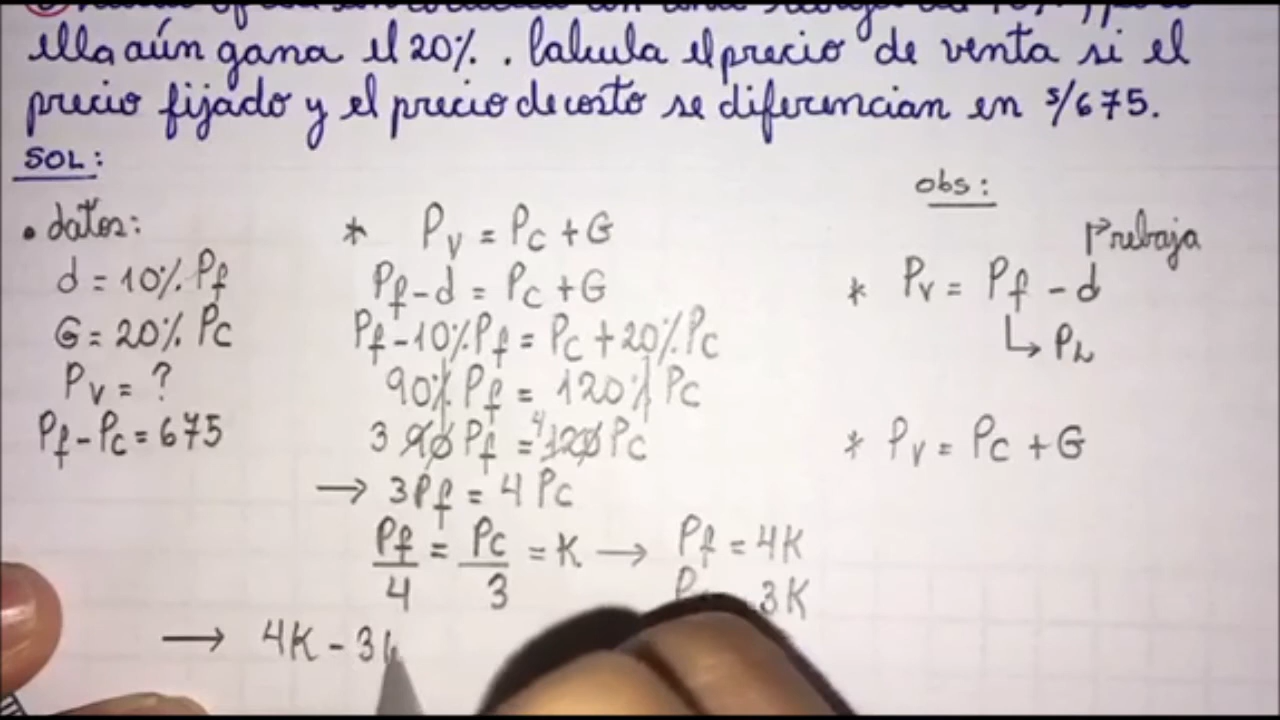 ella aún gana el 20% . Calcula el precio de venta si el
precio fijado y el precio de costo se diferencian en s/675.
SOL:
• datos:
d = 10% Pf
G = 20% Pc
Pv = ?
Pf - Pc = 675
* Pv = Pc + G
Pf - d = Pc + G
Pf - 10% Pf = Pc + 20% Pc
90% Pf = 120% Pc
3 90 Pf = 4 120 Pc
→ 3Pf = 4 Pc
Pf/4 = Pc/3 = K → Pf = 4K
3K
→ 4K - 3K
obs:
rebaja
* Pv = Pf - d
PL
* Pv = Pc + G